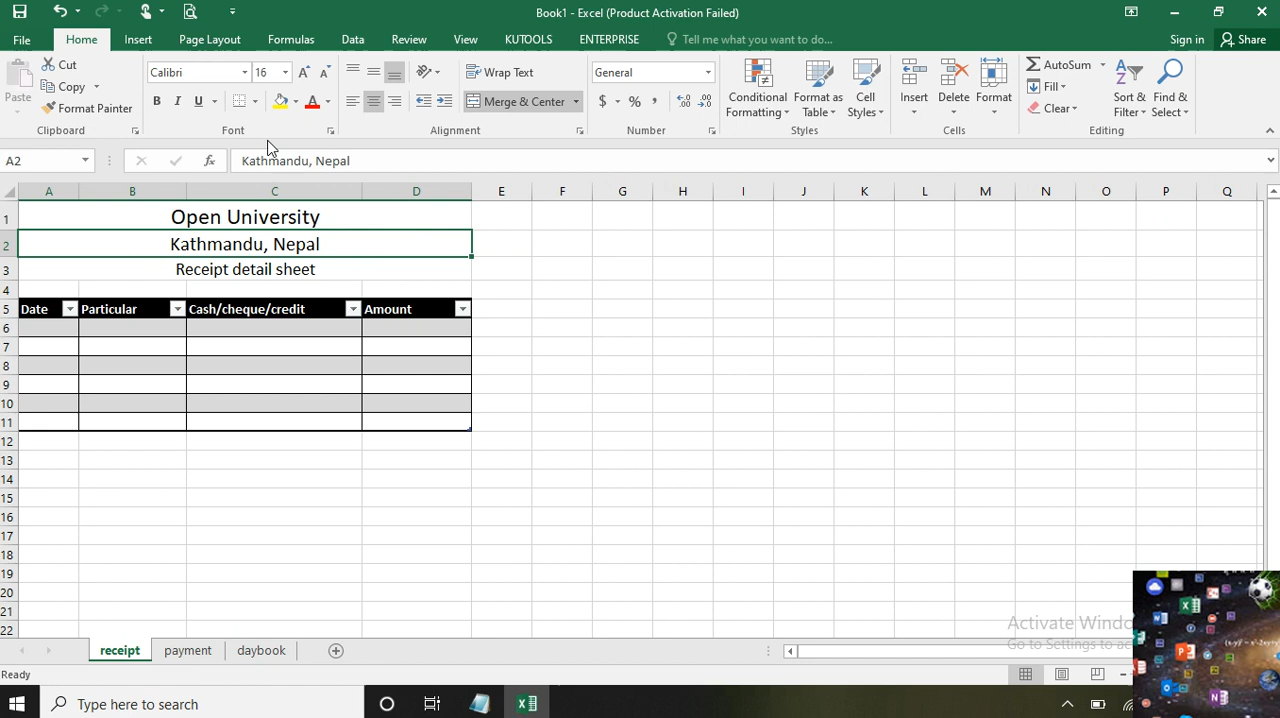 Book1 - Excel (Product Activation Failed)
File Home Insert Page Layout Formulas Data Review View KUTOOLS ENTERPRISE Tell me what you want to do... Sign in Share
Paste Cut Copy Format Painter
Calibri 16 B I U A
Wrap Text Merge & Center
General $ % ,
Conditional Formatting Format as Table Cell Styles
Insert Delete Format
AutoSum Fill Clear Sort & Filter Find & Select
Clipboard Font Alignment Number Styles Cells Editing
A2 fx Kathmandu, Nepal
A B C D E F G H I J K L M N O P Q
1 Open University
2 Kathmandu, Nepal
3 Receipt detail sheet
4
5 Date Particular Cash/cheque/credit Amount
6
7
8
9
10
11
12
13
14
15
16
17
18
19
20
21
22
Activate Windo
Go to Settings to ac
receipt payment daybook
Ready
Type here to search